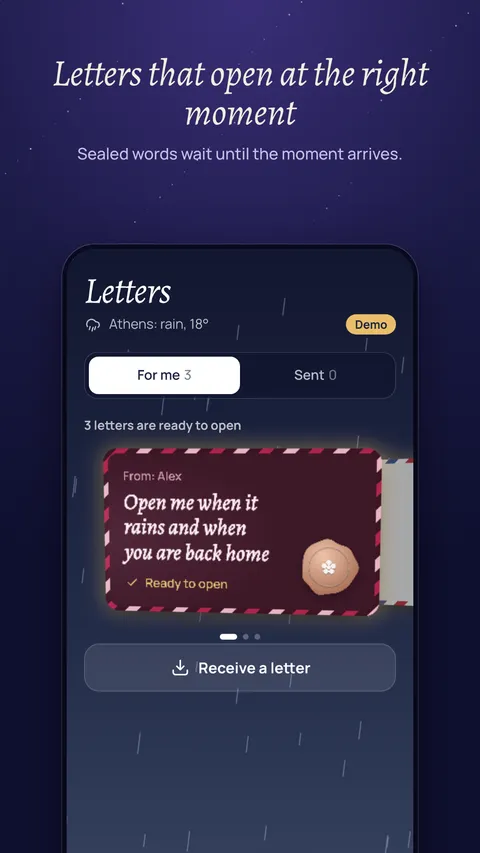 Letters that open at the right
moment
Sealed words wait until the moment arrives.
Letters
Athens: rain, 18°
Demo
For me 3
Sent 0
3 letters are ready to open
From: Alex
Open me when it
rains and when
you are back home
Ready to open
Receive a letter